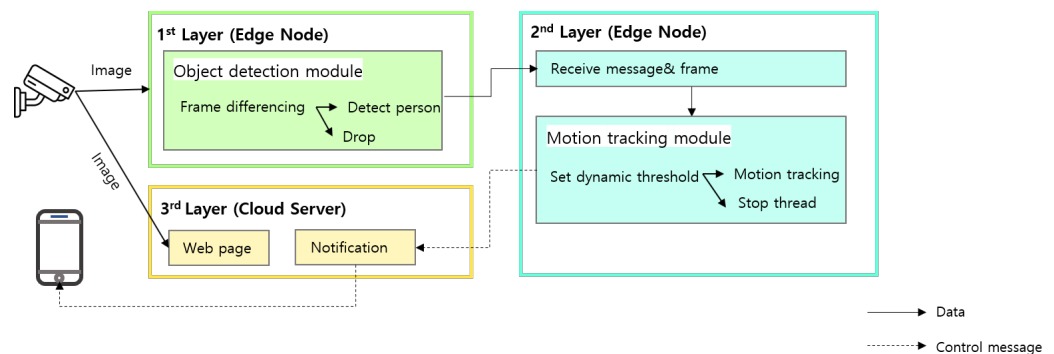 1st Layer (Edge Node)
Image
Object detection module
Frame differencing
Detect person
Drop
Image
2nd Layer (Edge Node)
Receive message& frame
Motion tracking module
Set dynamic threshold
Motion tracking
Stop thread
3rd Layer (Cloud Server)
Web page
Notification
Data
Control message